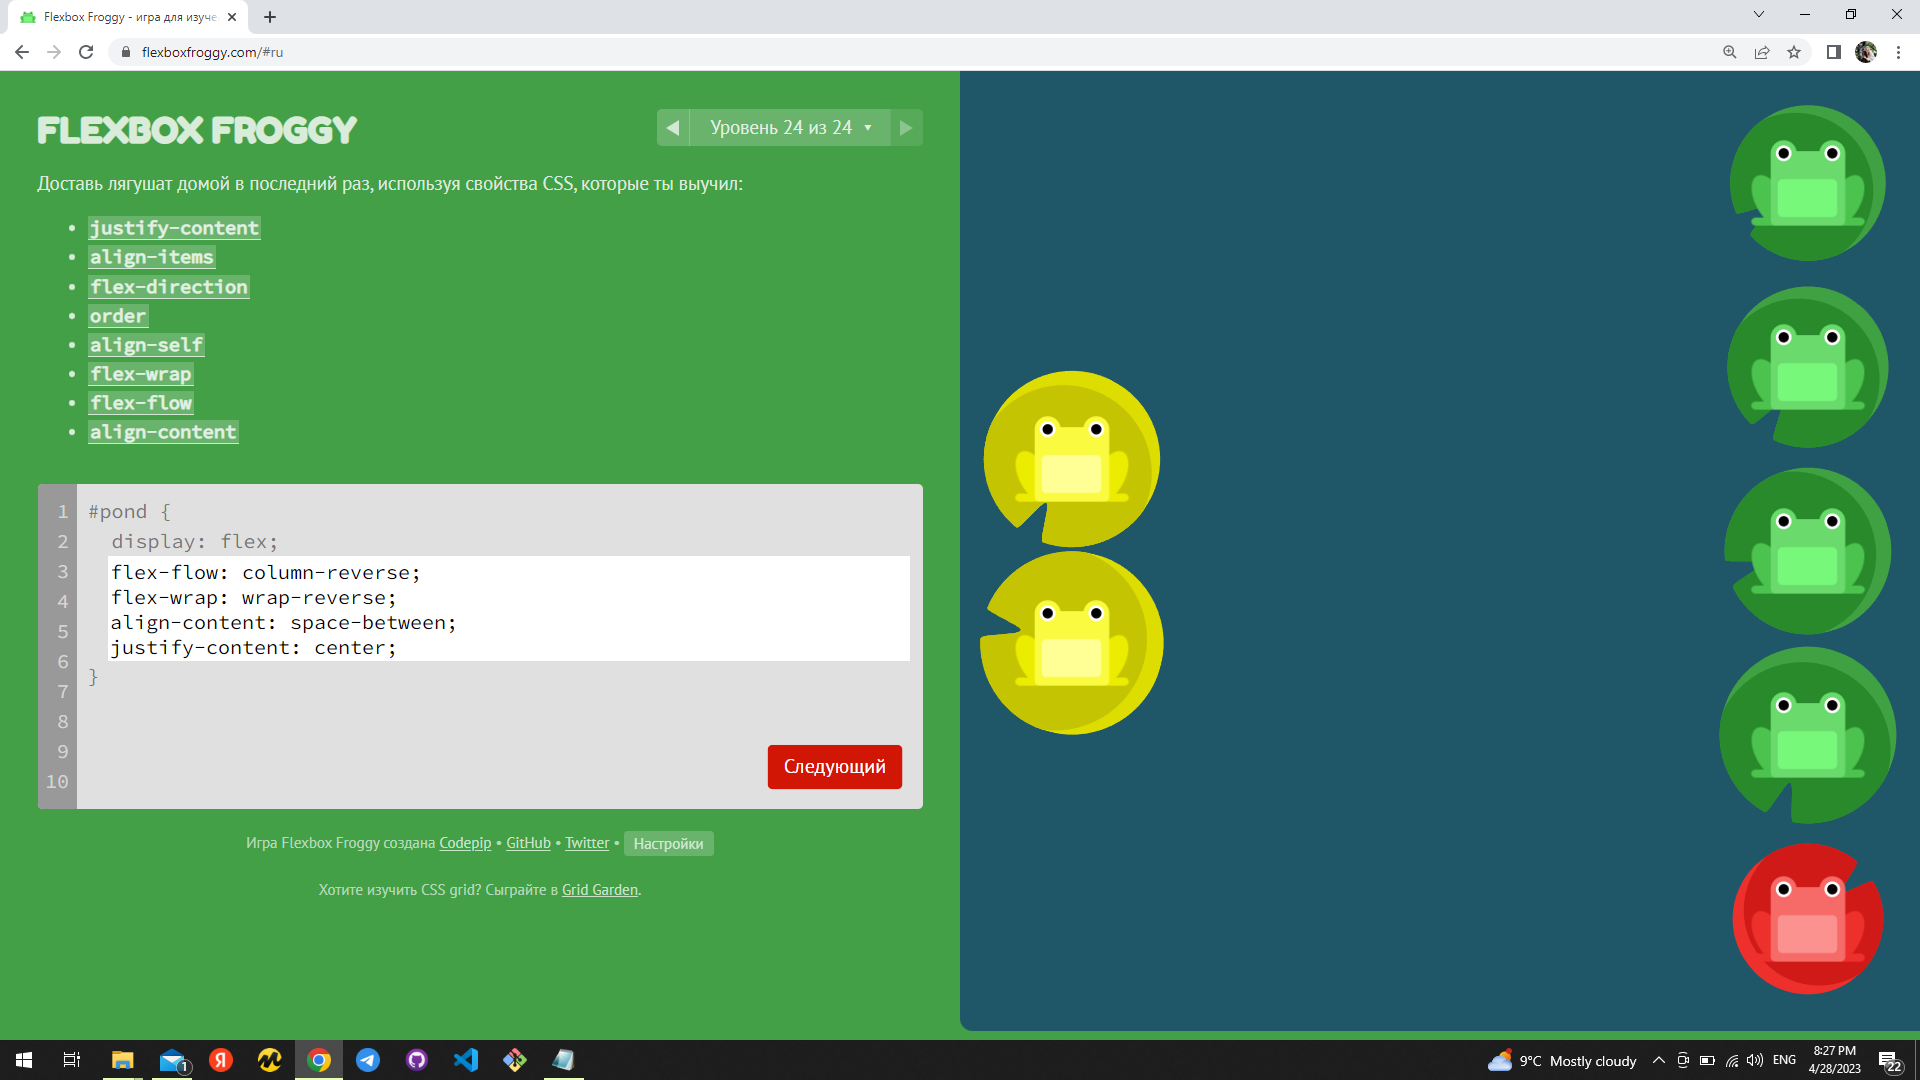 Flexbox Froggy - игра для изуче
flexboxfroggy.com/#ru
FLEXBOX FROGGY
Уровень 24 из 24
Доставь лягушат домой в последний раз, используя свойства CSS, которые ты выучил:
justify-content
align-items
flex-direction
order
align-self
flex-wrap
flex-flow
align-content
1 #pond {
2 display: flex;
3 flex-flow: column-reverse;
4 flex-wrap: wrap-reverse;
5 align-content: space-between;
6 justify-content: center;
7 }
8
9
10
Следующий
Игра Flexbox Froggy создана Codepip • GitHub • Twitter • Настройки
Хотите изучить CSS grid? Сыграйте в Grid Garden.
1
Я
9°C Mostly cloudy
ENG
8:27 PM
4/28/2023
22